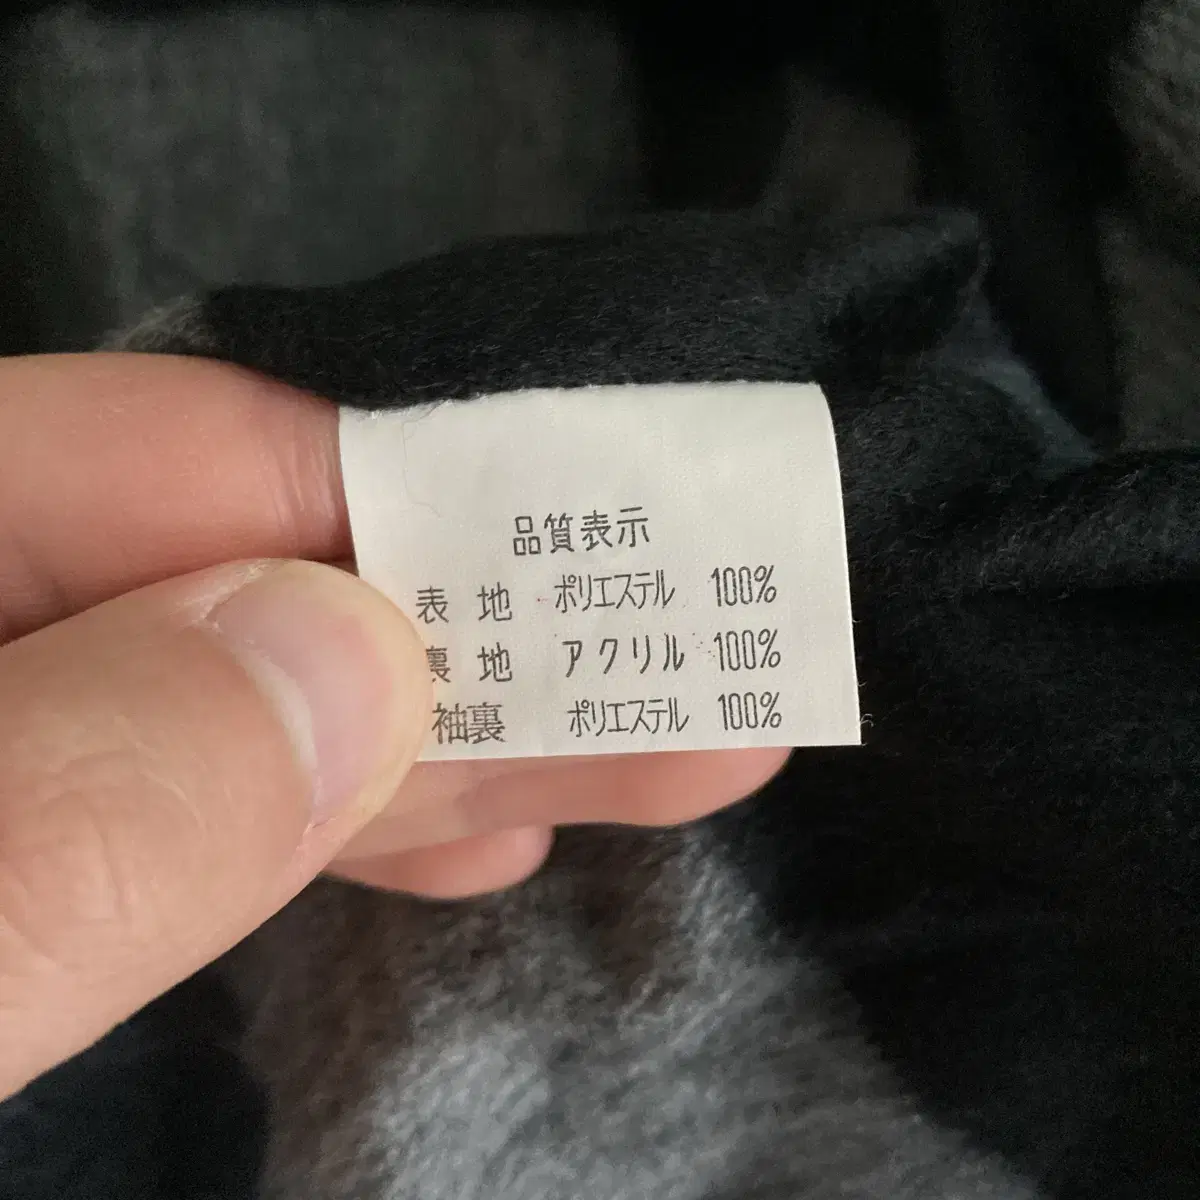 品質表示
表地 ポリエステル 100%
裏地 アクリル 100%
袖裏 ポリエステル 100%